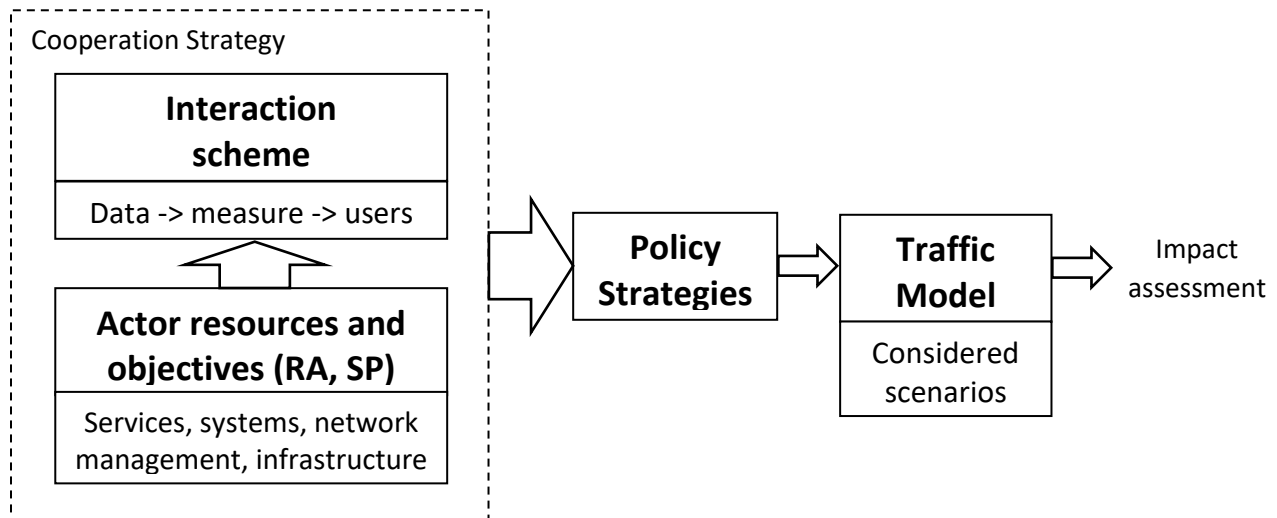 Cooperation Strategy
Interaction
scheme
Data -> measure -> users
Actor resources and
objectives (RA, SP)
Services, systems, network
management, infrastructure
Policy
Strategies
Traffic
Model
Considered
scenarios
Impact
assessment